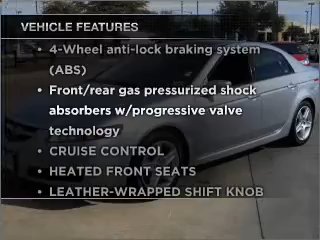 VEHICLE FEATURES
• 4-Wheel anti-lock braking system
(ABS)
• Front/rear gas pressurized shock
absorbers w/progressive valve
technology
• CRUISE CONTROL
• HEATED FRONT SEATS
• LEATHER-WRAPPED SHIFT KNOB